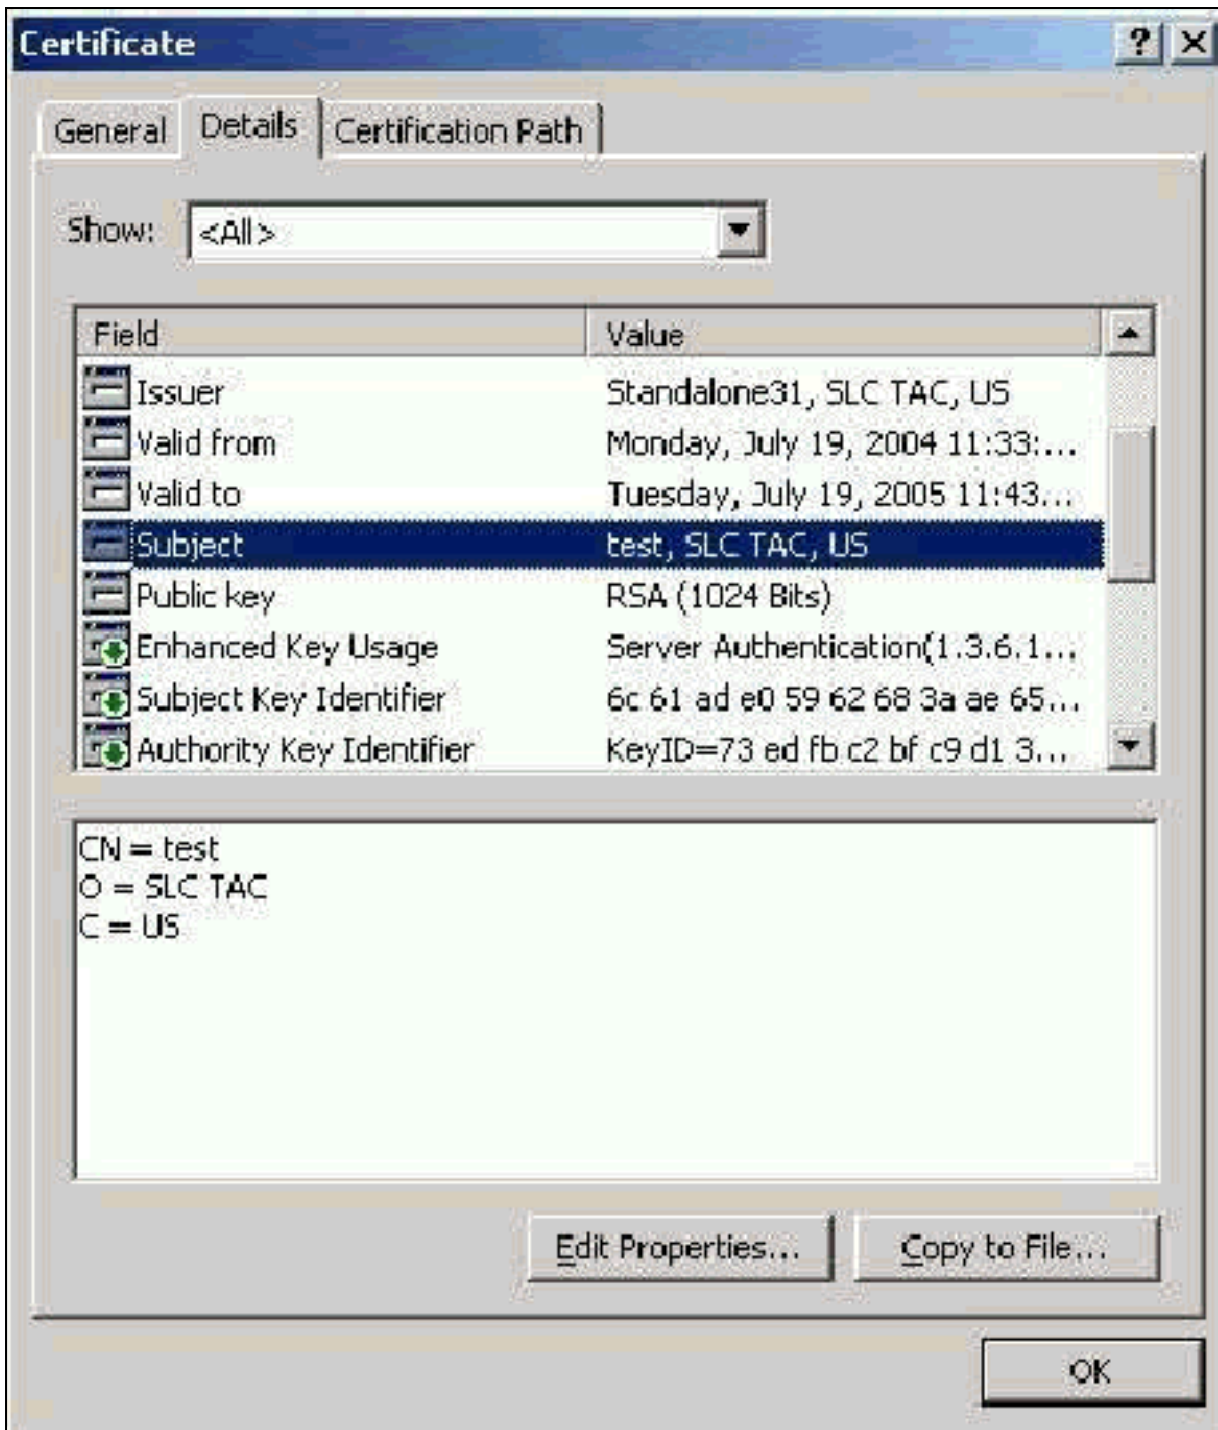 Certificate
General Details Certification Path
Show: <All>
Field Value
Issuer Standalone31, SLC TAC, US
Valid from Monday, July 19, 2004 11:33:...
Valid to Tuesday, July 19, 2005 11:43...
Subject test, SLC TAC, US
Public key RSA (1024 Bits)
Enhanced Key Usage Server Authentication(1.3.6.1...
Subject Key Identifier 6c 61 ad e0 59 62 68 3a ae 65...
Authority Key Identifier KeyID=73 ed fb c2 bf c9 d1 3...
CN = test
O = SLC TAC
C = US
Edit Properties... Copy to File...
OK